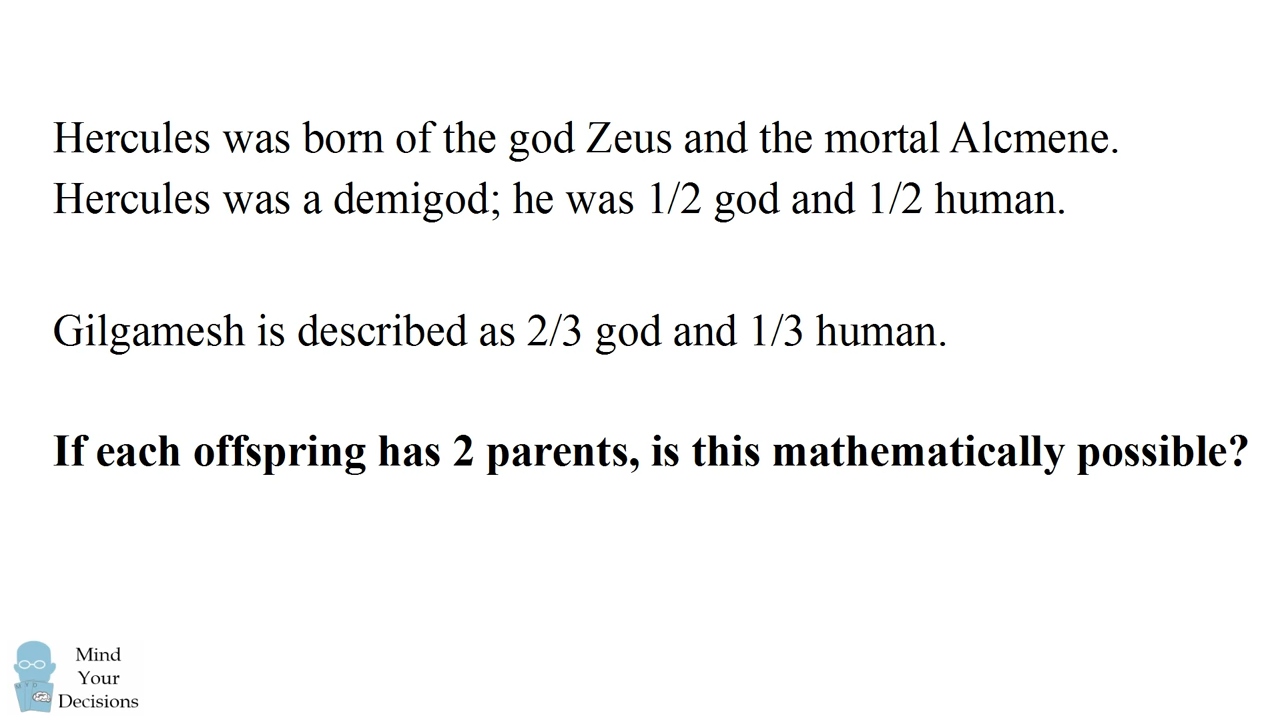 Hercules was born of the god Zeus and the mortal Alcmene.
Hercules was a demigod; he was 1/2 god and 1/2 human.
Gilgamesh is described as 2/3 god and 1/3 human.
If each offspring has 2 parents, is this mathematically possible?
Mind
Your
Decisions